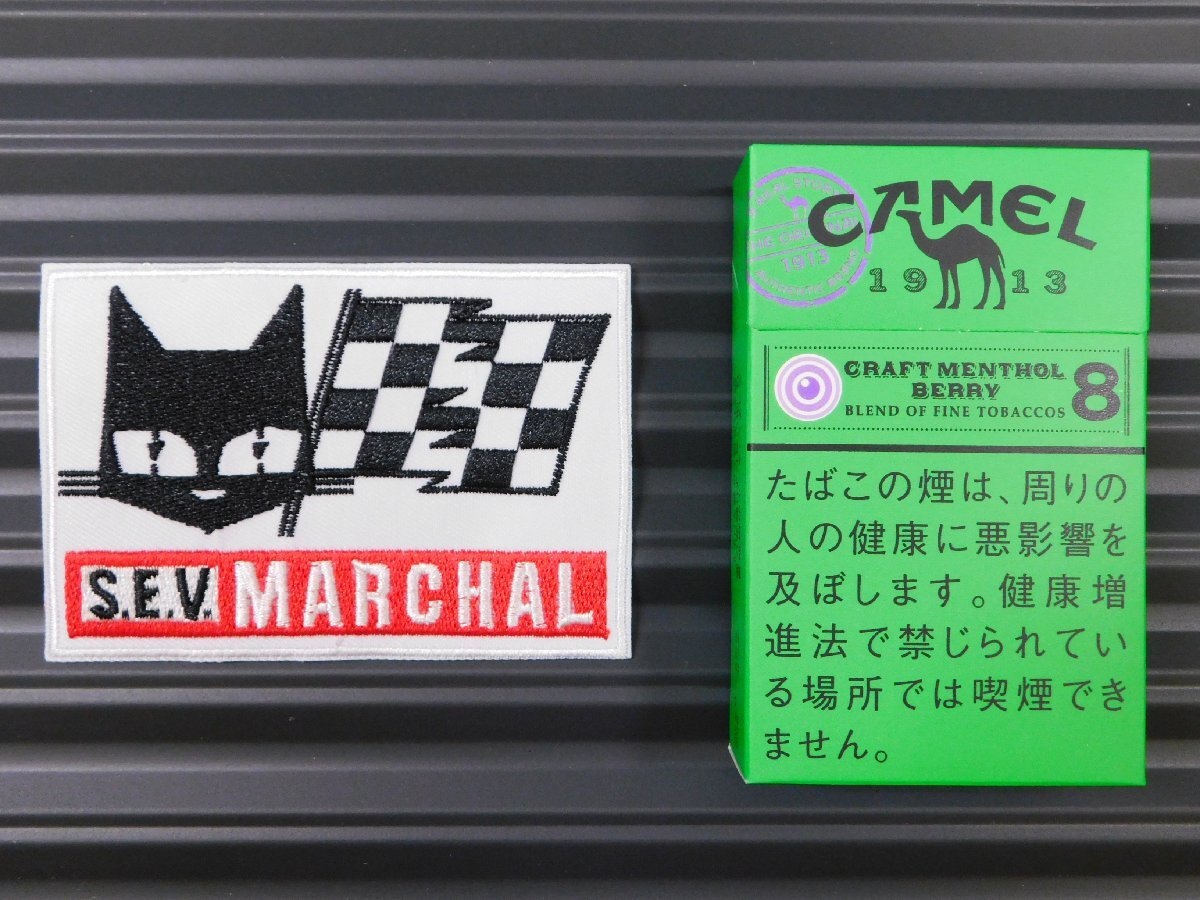 S.E.V. MARCHAL
CAMEL
1913
1913
CRAFT MENTHOL
BERRY
BLEND OF FINE TOBACCOS
8
たばこの煙は、周りの
人の健康に悪影響を
及ぼします。健康増
進法で禁じられてい
る場所では喫煙でき
ません。